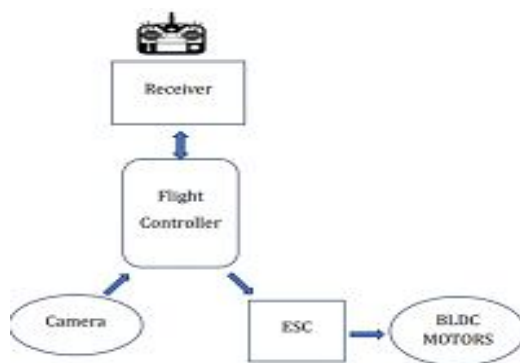 Receiver
Flight
Controller
Camera
ESC
BLDC
MOTORS